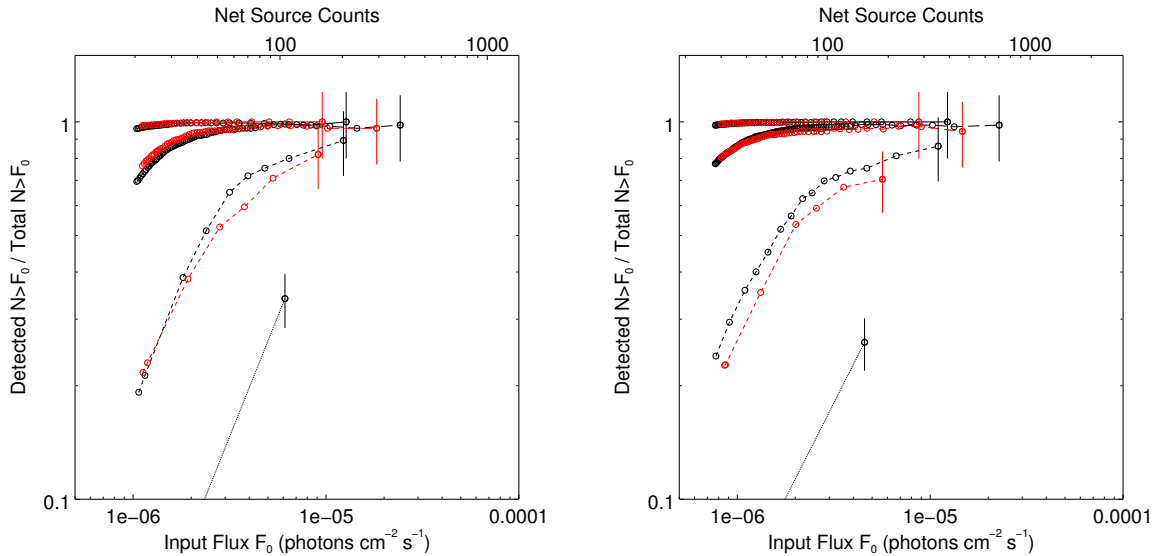 Net Source Counts
100
1000
1
0.1
Detected N>F₀ / Total N>F₀
1e−06
1e−05
0.0001
Input Flux F₀ (photons cm⁻² s⁻¹)
Net Source Counts
100
1000
1
0.1
Detected N>F₀ / Total N>F₀
1e−06
1e−05
0.0001
Input Flux F₀ (photons cm⁻² s⁻¹)